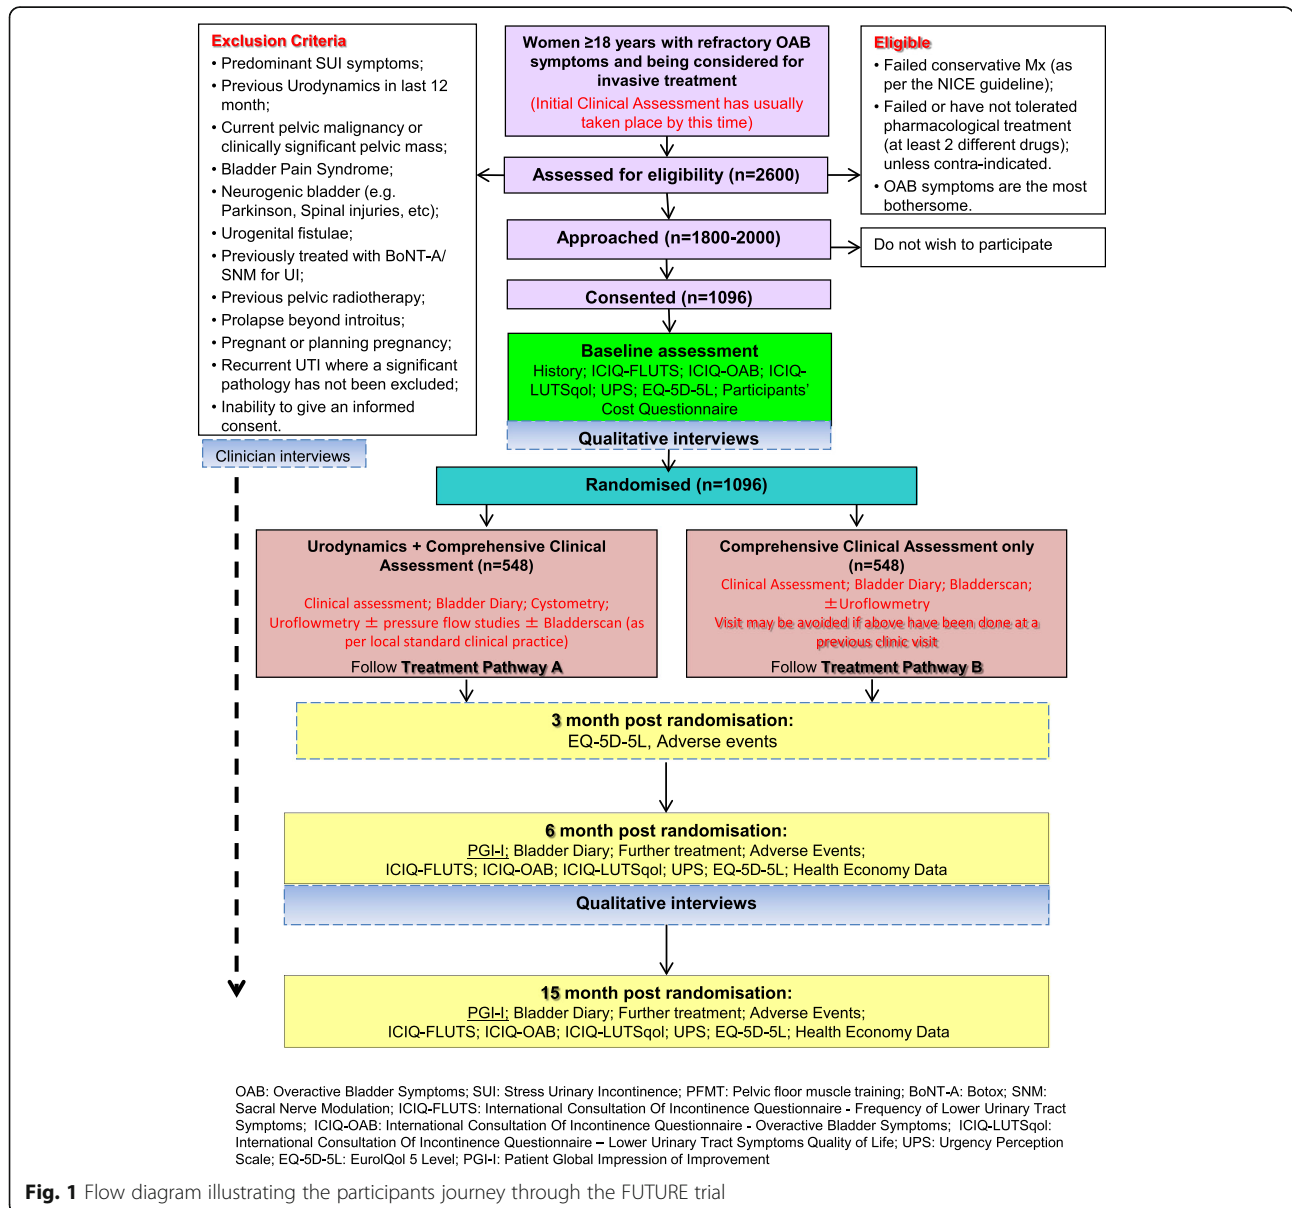 Exclusion Criteria
• Predominant SUI symptoms;
• Previous Urodynamics in last 12
month;
• Current pelvic malignancy or
clinically significant pelvic mass;
• Bladder Pain Syndrome;
• Neurogenic bladder (e.g.
Parkinson, Spinal injuries, etc);
• Urogenital fistulae;
• Previously treated with BoNT-A/
SNM for UI;
• Previous pelvic radiotherapy;
• Prolapse beyond introitus;
• Pregnant or planning pregnancy;
• Recurrent UTI where a significant
pathology has not been excluded;
• Inability to give an informed
consent.
Women ≥18 years with refractory OAB
symptoms and being considered for
invasive treatment
(Initial Clinical Assessment has usually
taken place by this time)
Eligible
• Failed conservative Mx (as
per the NICE guideline);
• Failed or have not tolerated
pharmacological treatment
(at least 2 different drugs);
unless contra-indicated.
• OAB symptoms are the most
bothersome.
Assessed for eligibility (n=2600)
Approached (n=1800-2000)
Do not wish to participate
Consented (n=1096)
Baseline assessment
History; ICIQ-FLUTS; ICIQ-OAB; ICIQ-
LUTSqol; UPS; EQ-5D-5L; Participants’
Cost Questionnaire
Qualitative interviews
Clinician interviews
Randomised (n=1096)
Urodynamics + Comprehensive Clinical
Assessment (n=548)
Clinical assessment; Bladder Diary; Cystometry;
Uroflowmetry ± pressure flow studies ± Bladderscan (as
per local standard clinical practice)
Follow Treatment Pathway A
Comprehensive Clinical Assessment only
(n=548)
Clinical Assessment; Bladder Diary; Bladderscan;
±Uroflowmetry
Visit may be avoided if above have been done at a
previous clinic visit
Follow Treatment Pathway B
3 month post randomisation:
EQ-5D-5L, Adverse events
6 month post randomisation:
PGI-I; Bladder Diary; Further treatment; Adverse Events;
ICIQ-FLUTS; ICIQ-OAB; ICIQ-LUTSqol; UPS; EQ-5D-5L; Health Economy Data
Qualitative interviews
15 month post randomisation:
PGI-I; Bladder Diary; Further treatment; Adverse Events;
ICIQ-FLUTS; ICIQ-OAB; ICIQ-LUTSqol; UPS; EQ-5D-5L; Health Economy Data
OAB: Overactive Bladder Symptoms; SUI: Stress Urinary Incontinence; PFMT: Pelvic floor muscle training; BoNT-A: Botox; SNM:
Sacral Nerve Modulation; ICIQ-FLUTS: International Consultation Of Incontinence Questionnaire - Frequency of Lower Urinary Tract
Symptoms; ICIQ-OAB: International Consultation Of Incontinence Questionnaire - Overactive Bladder Symptoms; ICIQ-LUTSqol:
International Consultation Of Incontinence Questionnaire – Lower Urinary Tract Symptoms Quality of Life; UPS: Urgency Perception
Scale; EQ-5D-5L: EurolQol 5 Level; PGI-I: Patient Global Impression of Improvement
Fig. 1 Flow diagram illustrating the participants journey through the FUTURE trial